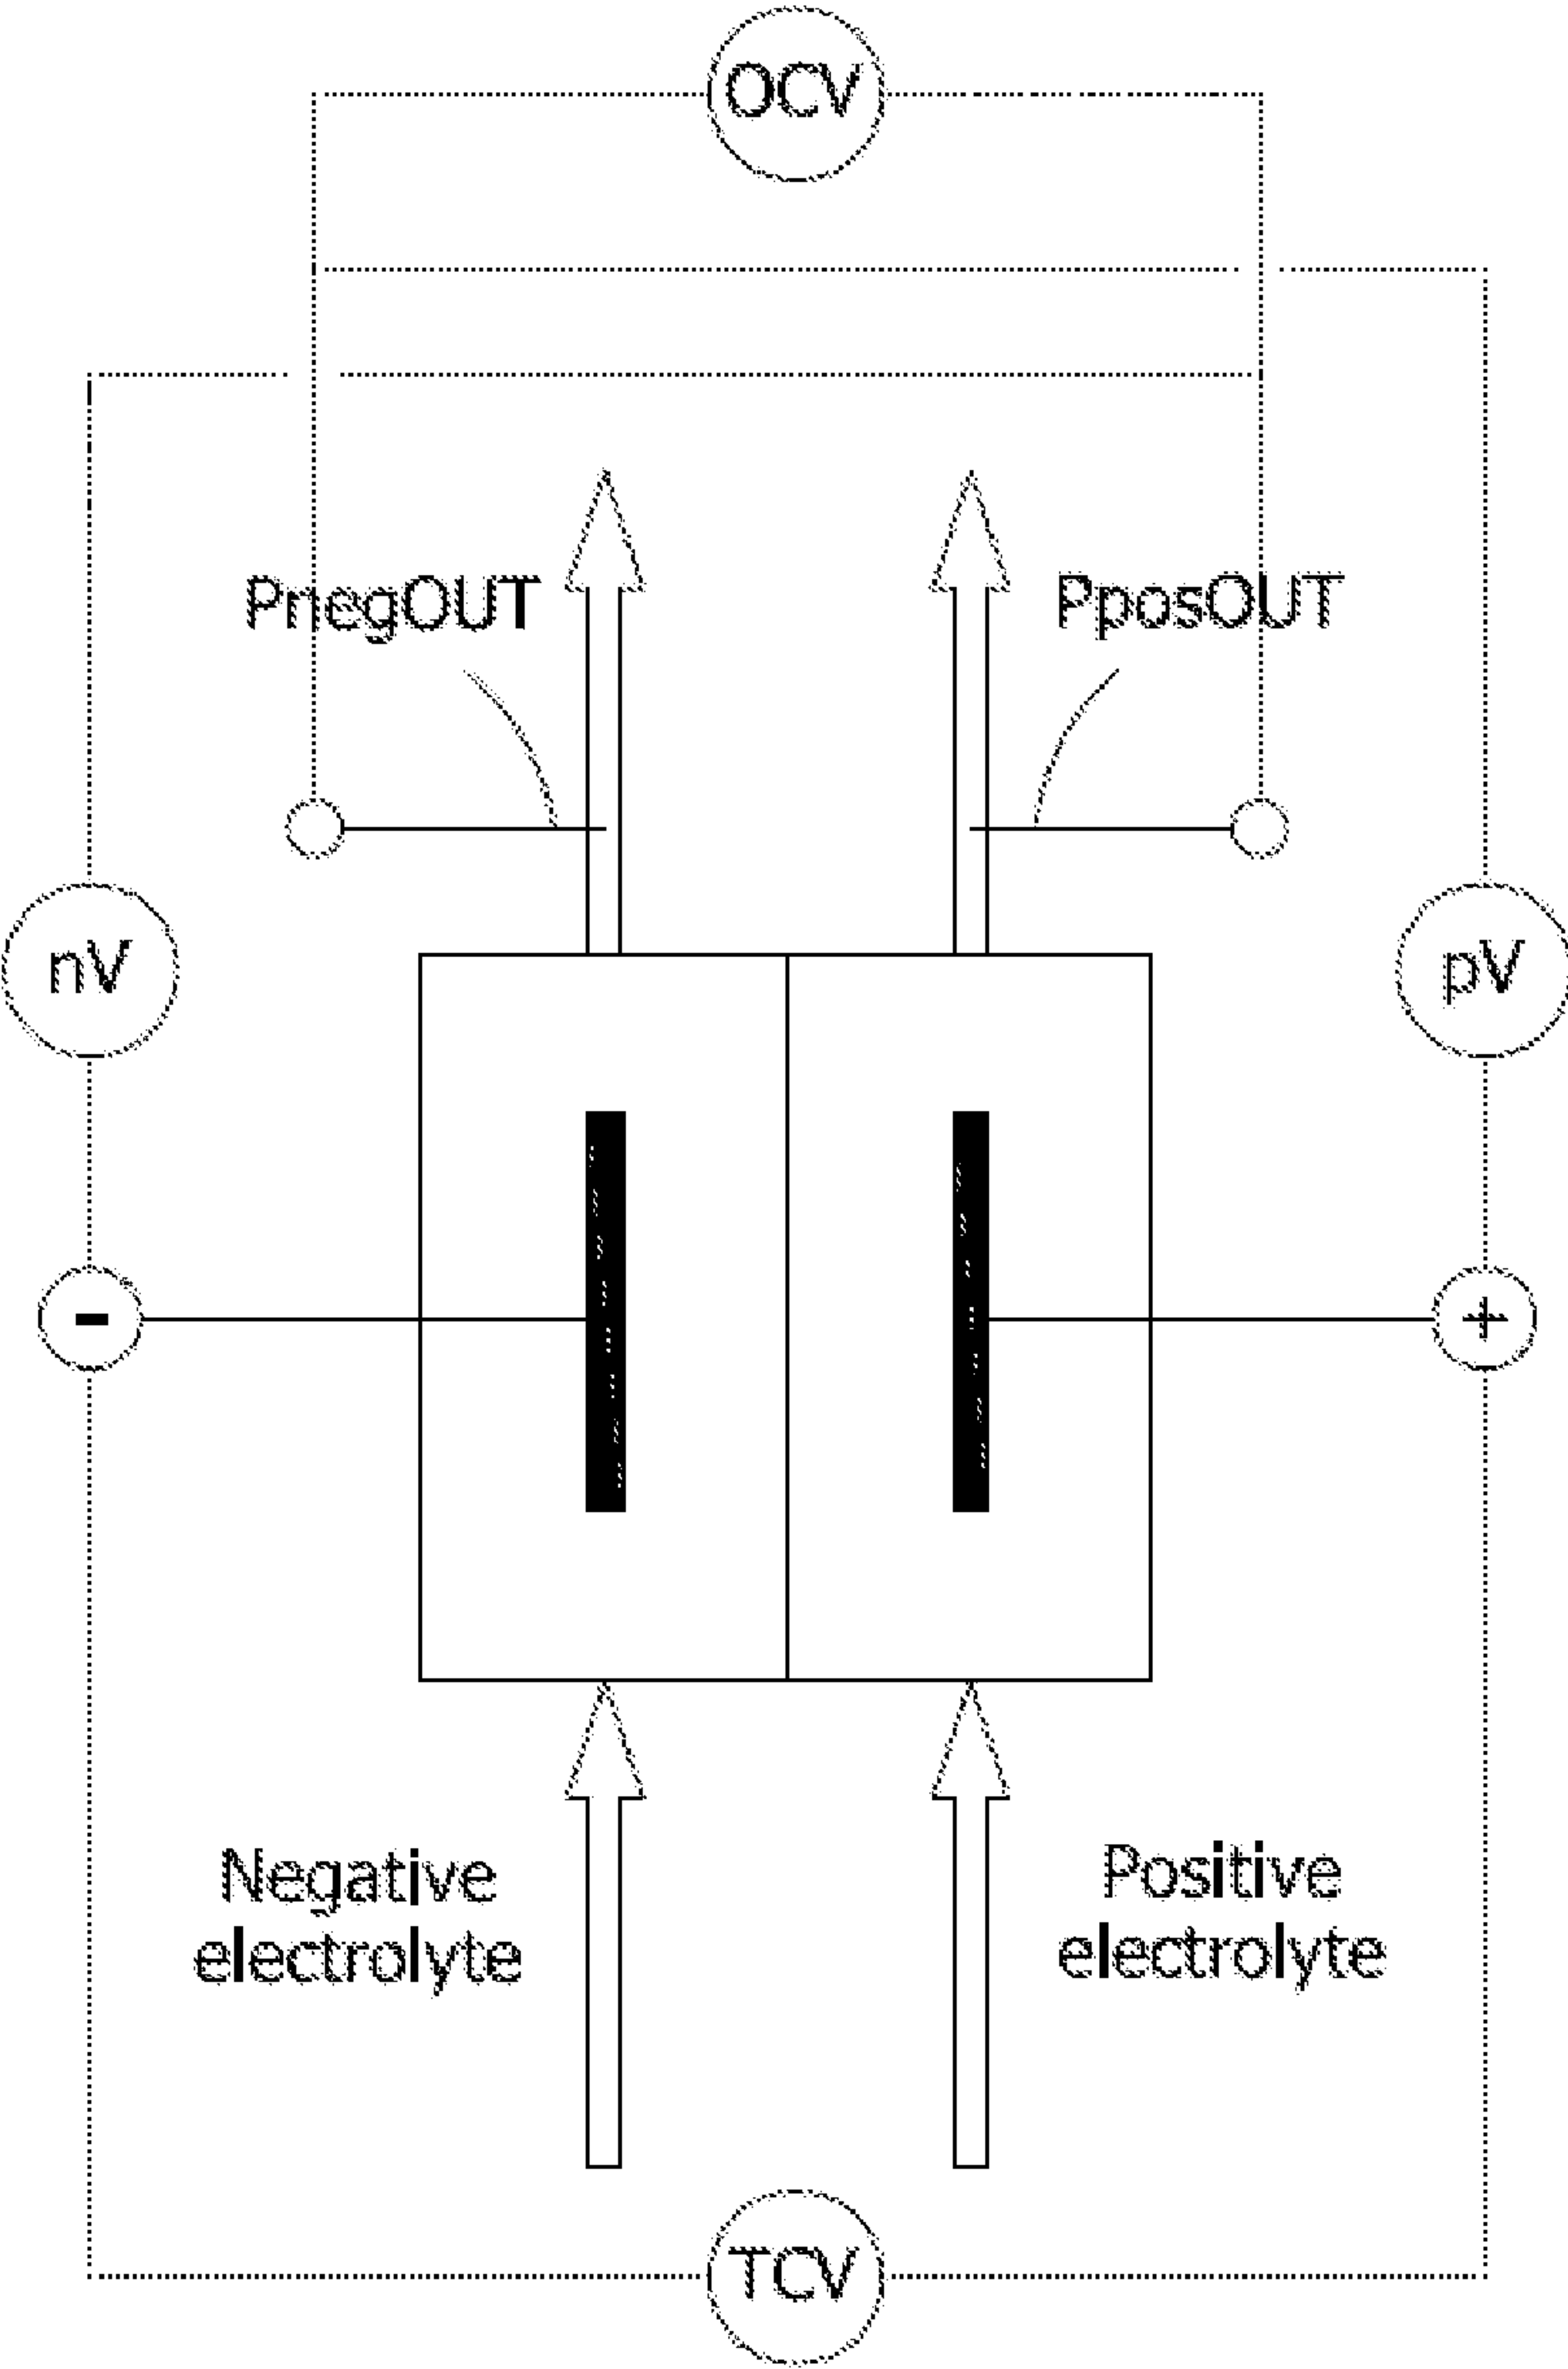 OCV
PnegOUT
PposOUT
nV
pV
-
+
Negative
electrolyte
Positive
electrolyte
TCV